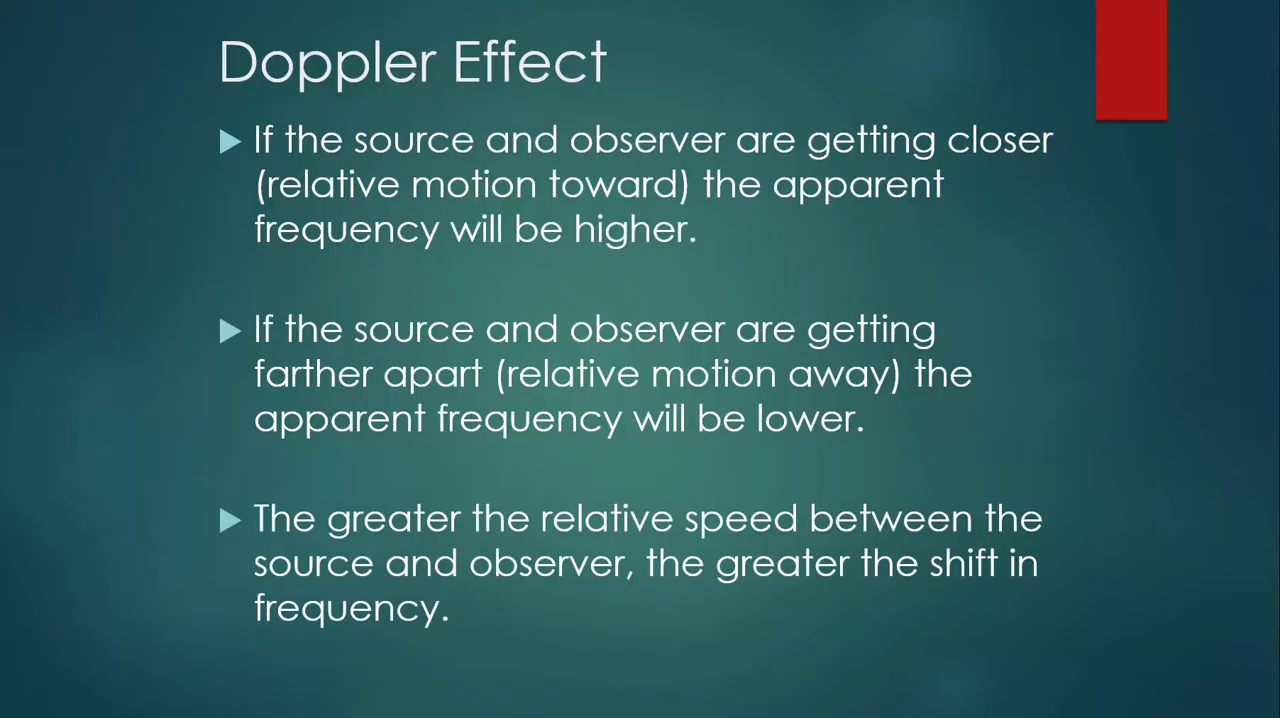 Doppler Effect
If the source and observer are getting closer
(relative motion toward) the apparent
frequency will be higher.
If the source and observer are getting
farther apart (relative motion away) the
apparent frequency will be lower.
The greater the relative speed between the
source and observer, the greater the shift in
frequency.